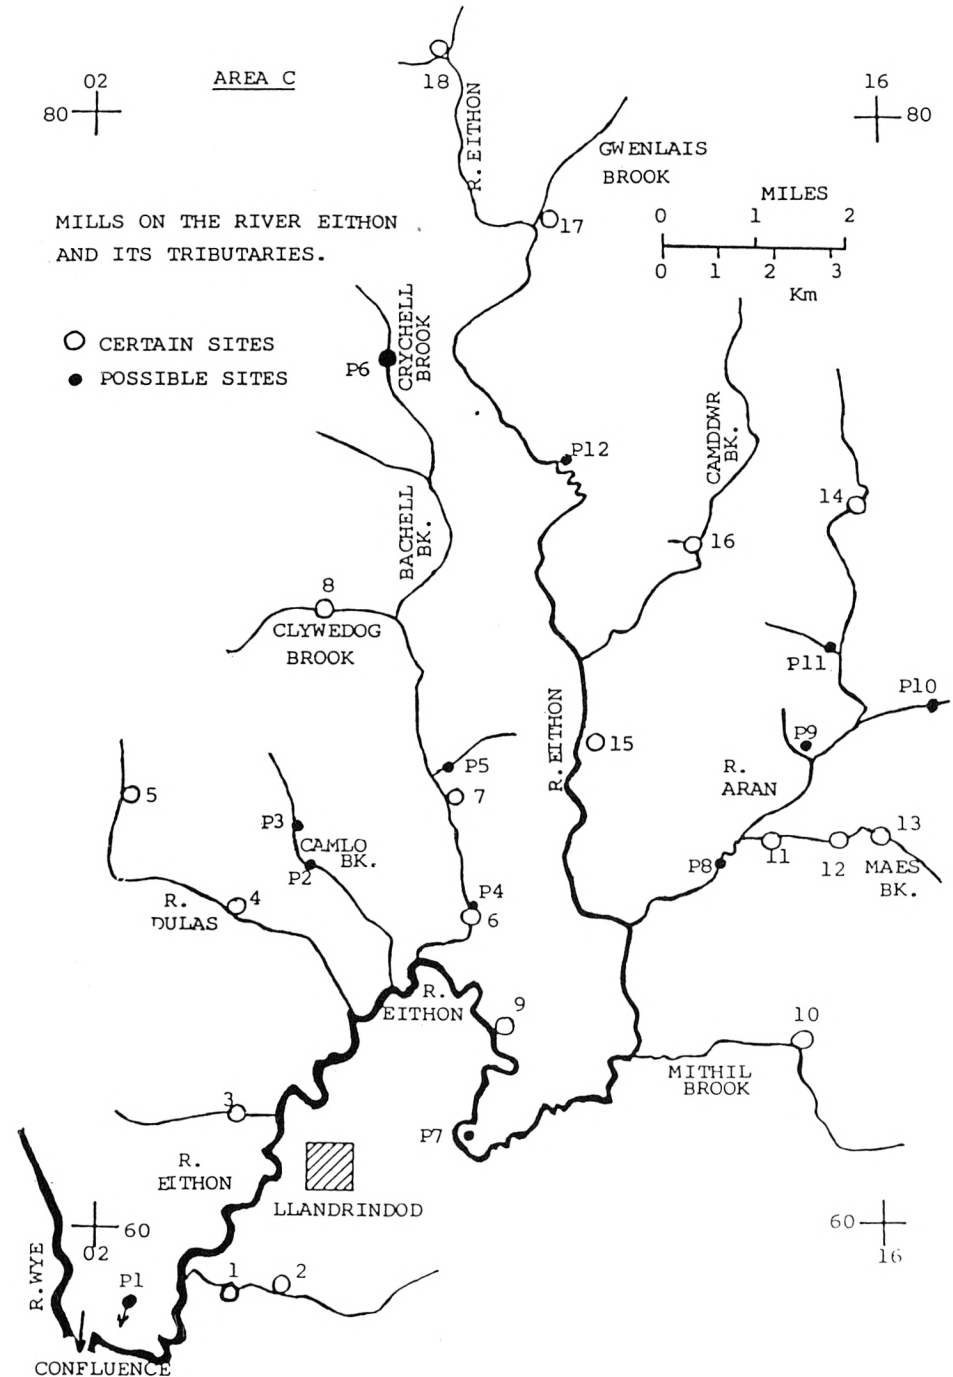 18
02
AREA C
16
80
80
R. EITHON
GWENLAIS
BROOK
MILES
0 1 2
17
0 1 2 3
Km
MILLS ON THE RIVER EITHON
AND ITS TRIBUTARIES.
CERTAIN SITES
POSSIBLE SITES
P6
CRYCHELL
BROOK
P12
CAMDDWR
BK.
14
16
BACHELL
BK.
8
CLYWEDOG
BROOK
P11
P10
P9
R. EITHON
15
R.
ARAN
P5
7
5
P3
CAMLO
BK.
P2
P8
11
12
13
MAES
BK.
4
R.
DULAS
P4
6
R.
EITHON
9
10
MITHIL
BROOK
3
P7
R.
EITHON
LLANDRINDOD
60
02
60
16
R.WYE
P1
1
2
CONFLUENCE